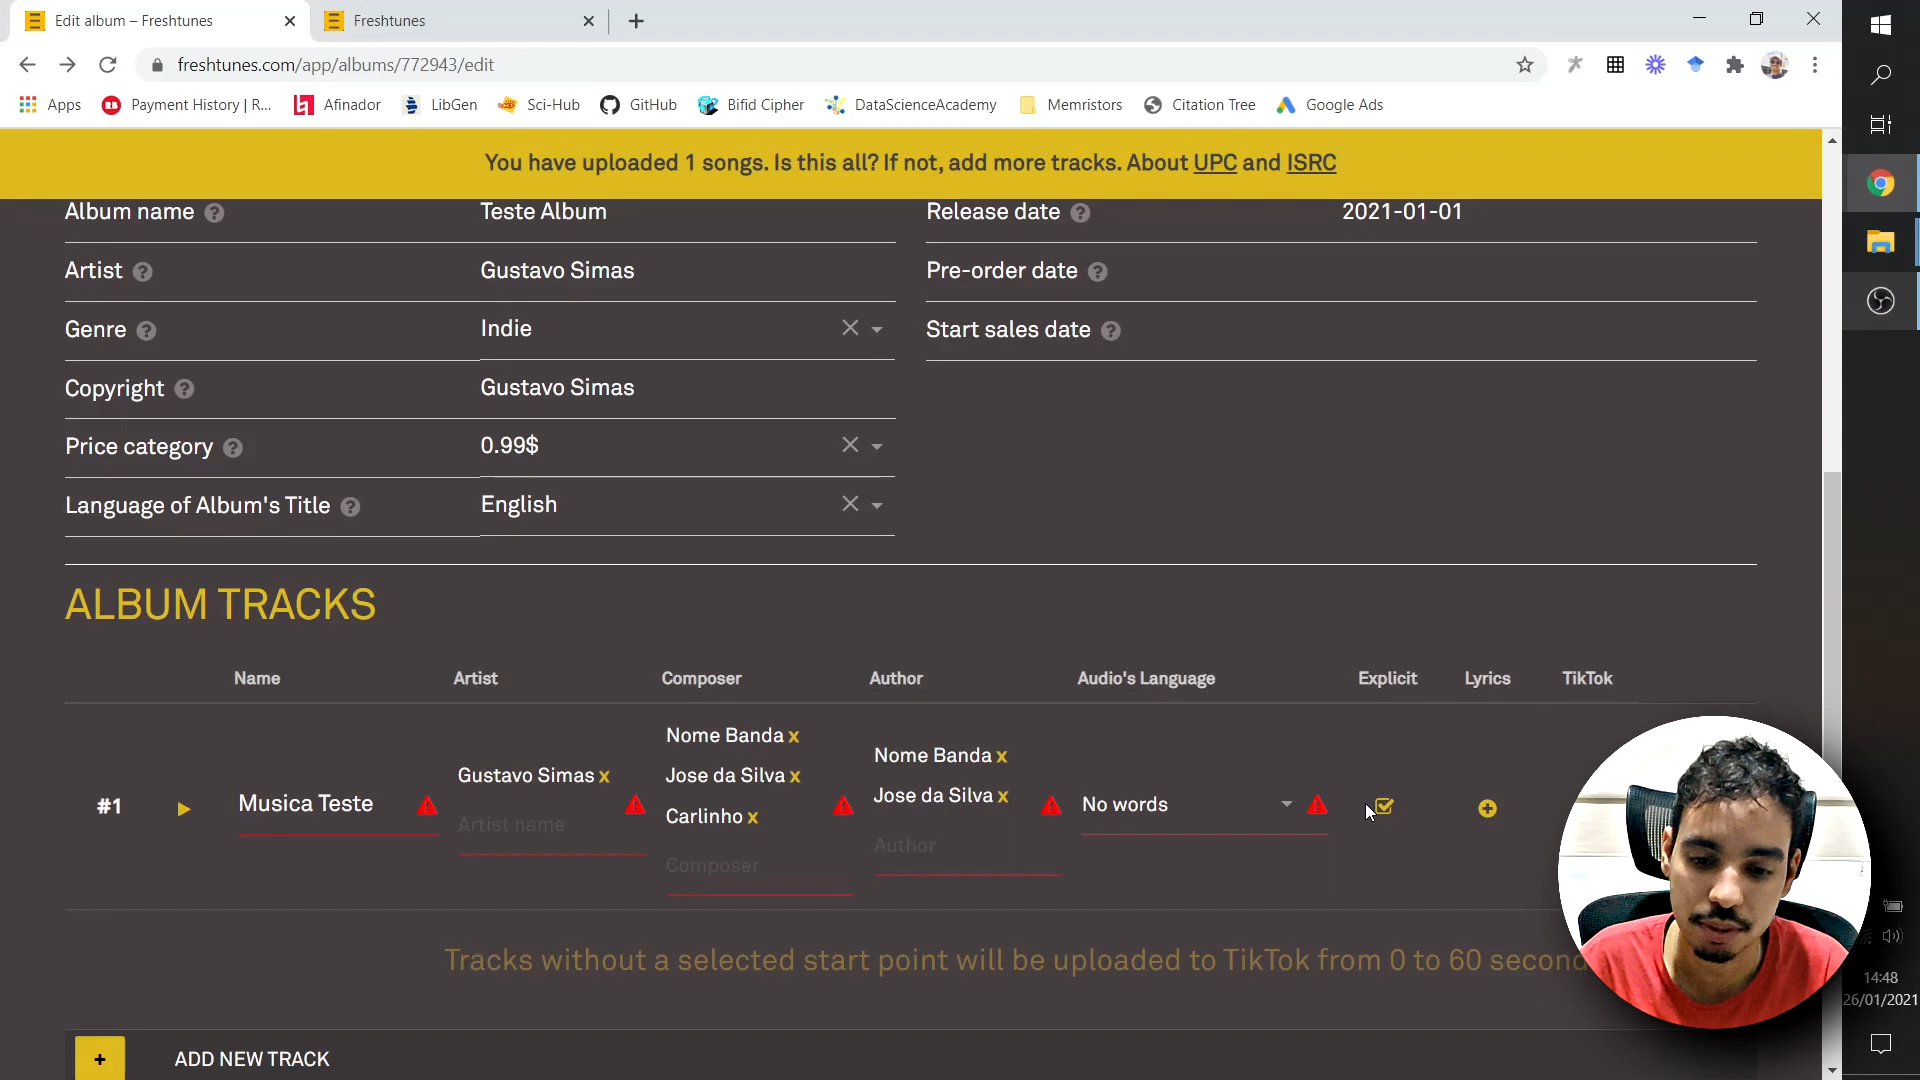 Edit album – Freshtunes
Freshtunes
freshtunes.com/app/albums/772943/edit
Apps
Payment History | R...
Afinador
LibGen
Sci-Hub
GitHub
Bifid Cipher
DataScienceAcademy
Memristors
Citation Tree
Google Ads
You have uploaded 1 songs. Is this all? If not, add more tracks. About UPC and ISRC
Album name ? Teste Album
Release date ? 2021-01-01
Artist ? Gustavo Simas
Pre-order date ?
Genre ? Indie
Start sales date ?
Copyright ? Gustavo Simas
Price category ? 0.99$
Language of Album's Title ? English
ALBUM TRACKS
Name Artist Composer Author Audio's Language Explicit Lyrics TikTok
#1
Musica Teste
Gustavo Simas x
Artist name
Nome Banda x
Jose da Silva x
Carlinho x
Composer
Nome Banda x
Jose da Silva x
Author
No words
Tracks without a selected start point will be uploaded to TikTok from 0 to 60 second
+ ADD NEW TRACK
14:48
26/01/2021